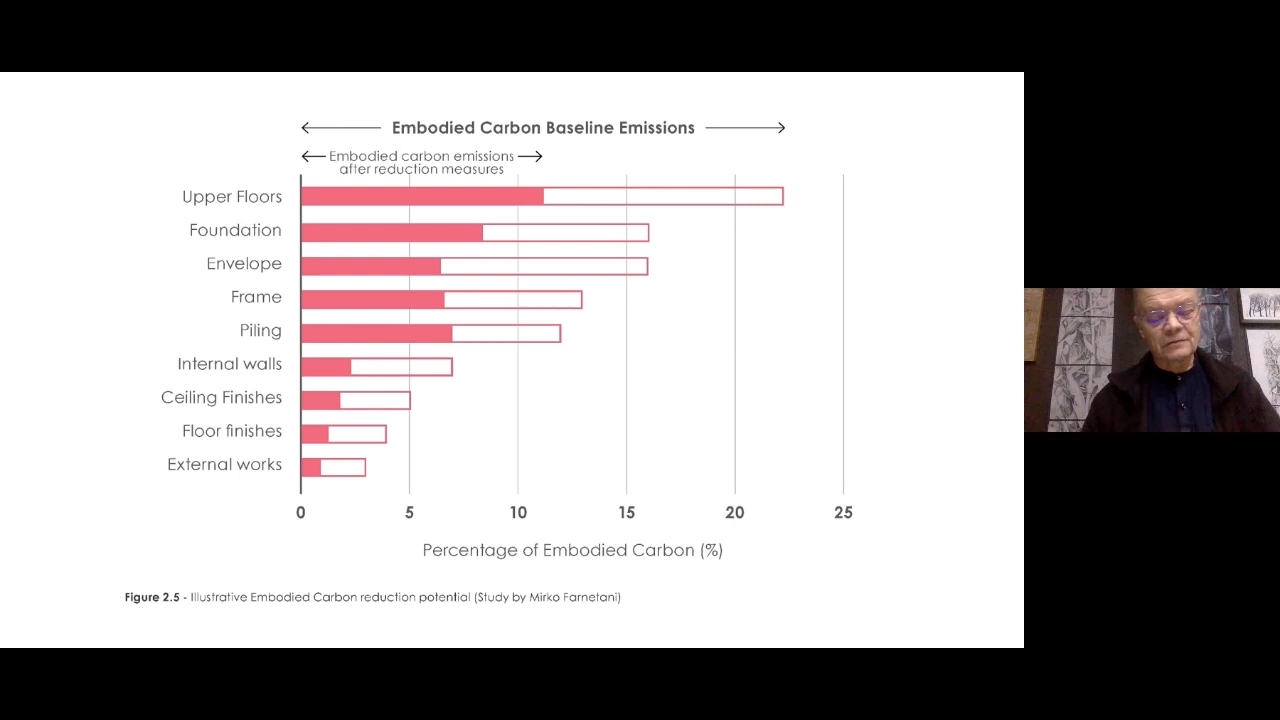 Embodied Carbon Baseline Emissions
Embodied carbon emissions
after reduction measures
Upper Floors
Foundation
Envelope
Frame
Piling
Internal walls
Ceiling Finishes
Floor finishes
External works
0 5 10 15 20 25
Percentage of Embodied Carbon (%)
Figure 2.5 - Illustrative Embodied Carbon reduction potential (Study by Mirko Farnetani)